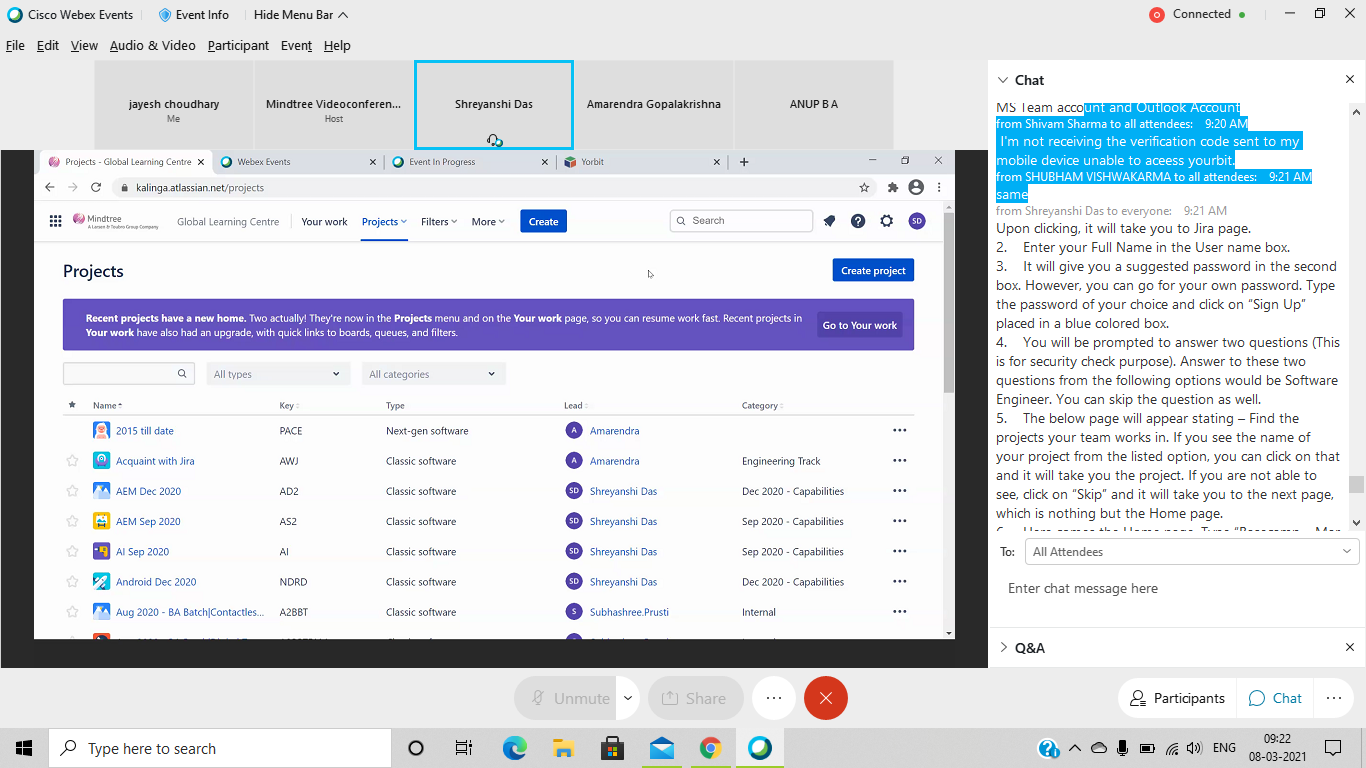 Cisco Webex Events
Event Info
Hide Menu Bar
Connected
File Edit View Audio & Video Participant Event Help
jayesh choudhary
Me
Mindtree Videoconferen...
Host
Shreyanshi Das
Amarendra Gopalakrishna
ANUP B A
Projects - Global Learning Centre
Webex Events
Event In Progress
Yorbit
kalinga.atlassian.net/projects
Mindtree
A Larsen & Toubro Group Company
Global Learning Centre
Your work
Projects
Filters
More
Create
Search
SD
Projects
Create project
Recent projects have a new home. Two actually! They're now in the Projects menu and on the Your work page, so you can resume work fast. Recent projects in
Your work have also had an upgrade, with quick links to boards, queues, and filters.
Go to Your work
All types
All categories
Name Key Type Lead Category
2015 till date PACE Next-gen software A Amarendra
Acquaint with Jira AWJ Classic software A Amarendra Engineering Track
AEM Dec 2020 AD2 Classic software SD Shreyanshi Das Dec 2020 - Capabilities
AEM Sep 2020 AS2 Classic software SD Shreyanshi Das Sep 2020 - Capabilities
AI Sep 2020 AI Classic software SD Shreyanshi Das Sep 2020 - Capabilities
Android Dec 2020 NDRD Classic software SD Shreyanshi Das Dec 2020 - Capabilities
Aug 2020 - BA Batch|Contactles... A2BBT Classic software S Subhashree.Prusti Internal
Chat
MS Team account and Outlook Account
from Shivam Sharma to all attendees: 9:20 AM
I'm not receiving the verification code sent to my
mobile device unable to aceess yourbit.
from SHUBHAM VISHWAKARMA to all attendees: 9:21 AM
same
from Shreyanshi Das to everyone: 9:21 AM
Upon clicking, it will take you to Jira page.
2. Enter your Full Name in the User name box.
3. It will give you a suggested password in the second
box. However, you can go for your own password. Type
the password of your choice and click on “Sign Up”
placed in a blue colored box.
4. You will be prompted to answer two questions (This
is for security check purpose). Answer to these two
questions from the following options would be Software
Engineer. You can skip the question as well.
5. The below page will appear stating – Find the
projects your team works in. If you see the name of
your project from the listed option, you can click on that
and it will take you the project. If you are not able to
see, click on “Skip” and it will take you to the next page,
which is nothing but the Home page.
To: All Attendees
Enter chat message here
Q&A
Unmute
Share
Participants
Chat
Type here to search
ENG
09:22
08-03-2021